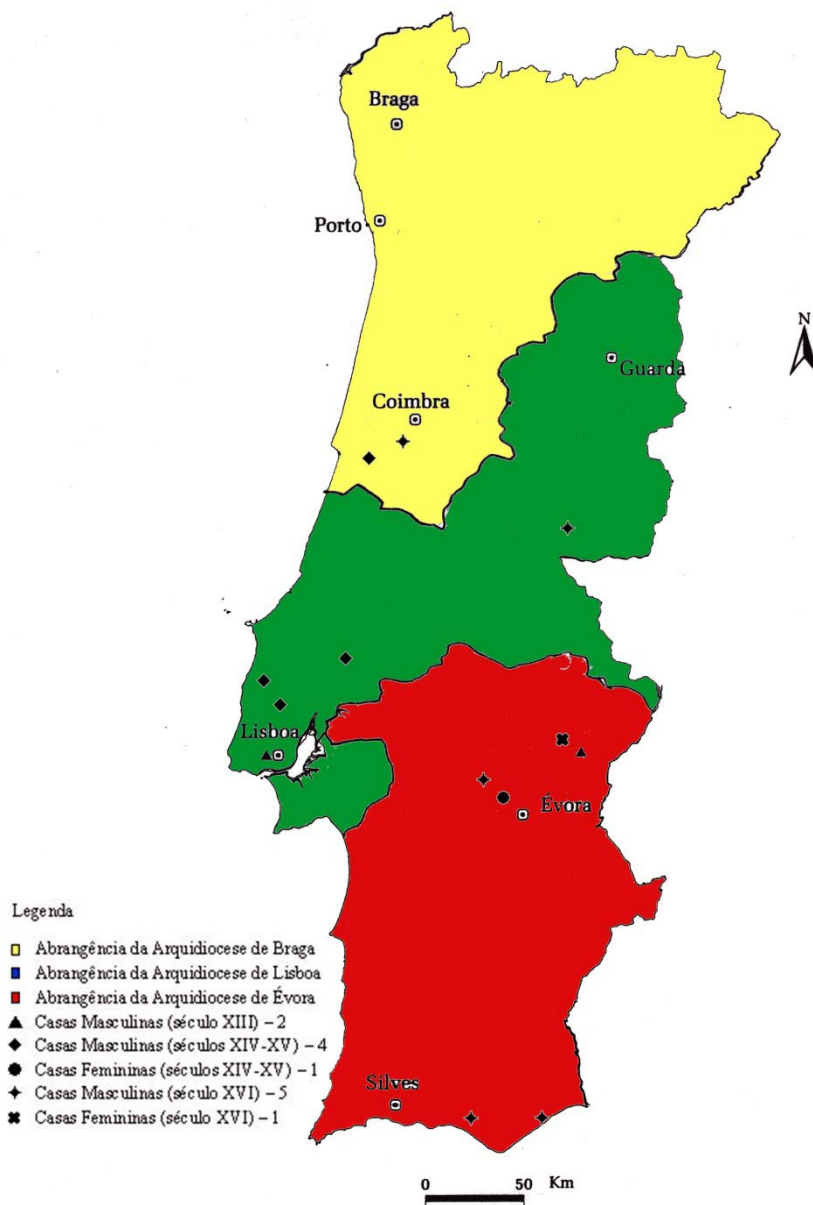 Braga
Porto
N
Guarda
Coimbra
Lisboa
Évora
Silves
Legenda
Abrangência da Arquidiocese de Braga
Abrangência da Arquidiocese de Lisboa
Abrangência da Arquidiocese de Évora
Casas Masculinas (século XIII) – 2
Casas Masculinas (séculos XIV-XV) – 4
Casas Femininas (séculos XIV-XV) – 1
Casas Masculinas (século XVI) – 5
Casas Femininas (século XVI) – 1
0 50 Km